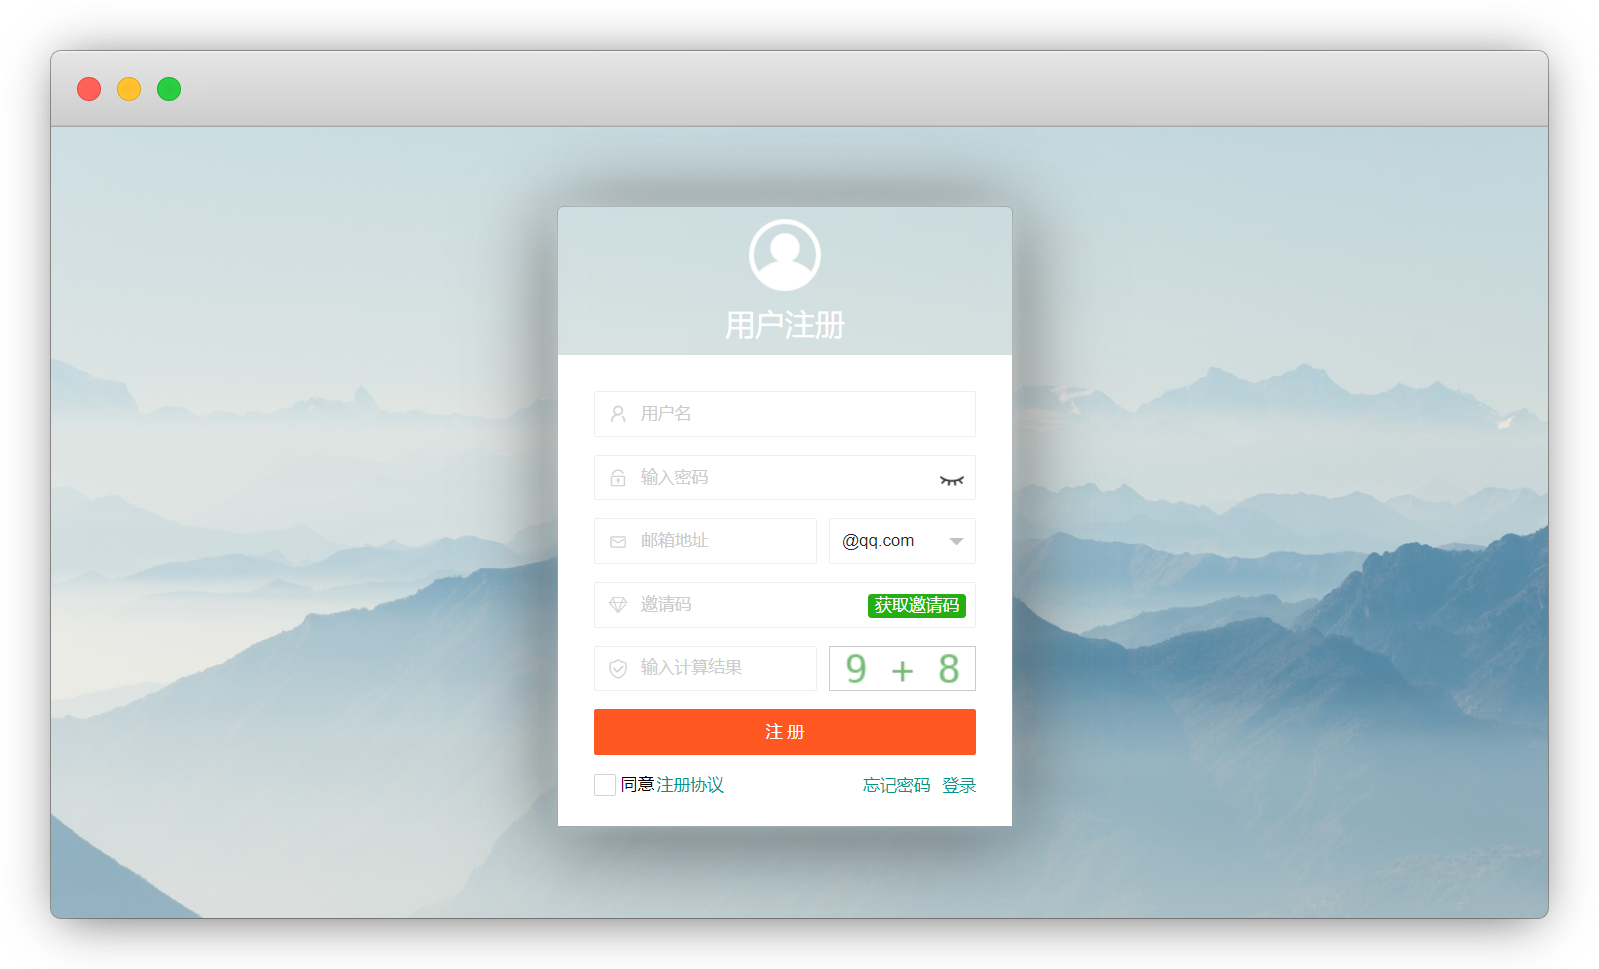 用户注册
用户名
输入密码
邮箱地址 @qq.com
邀请码 获取邀请码
输入计算结果 9 + 8
注 册
同意注册协议 忘记密码 登录